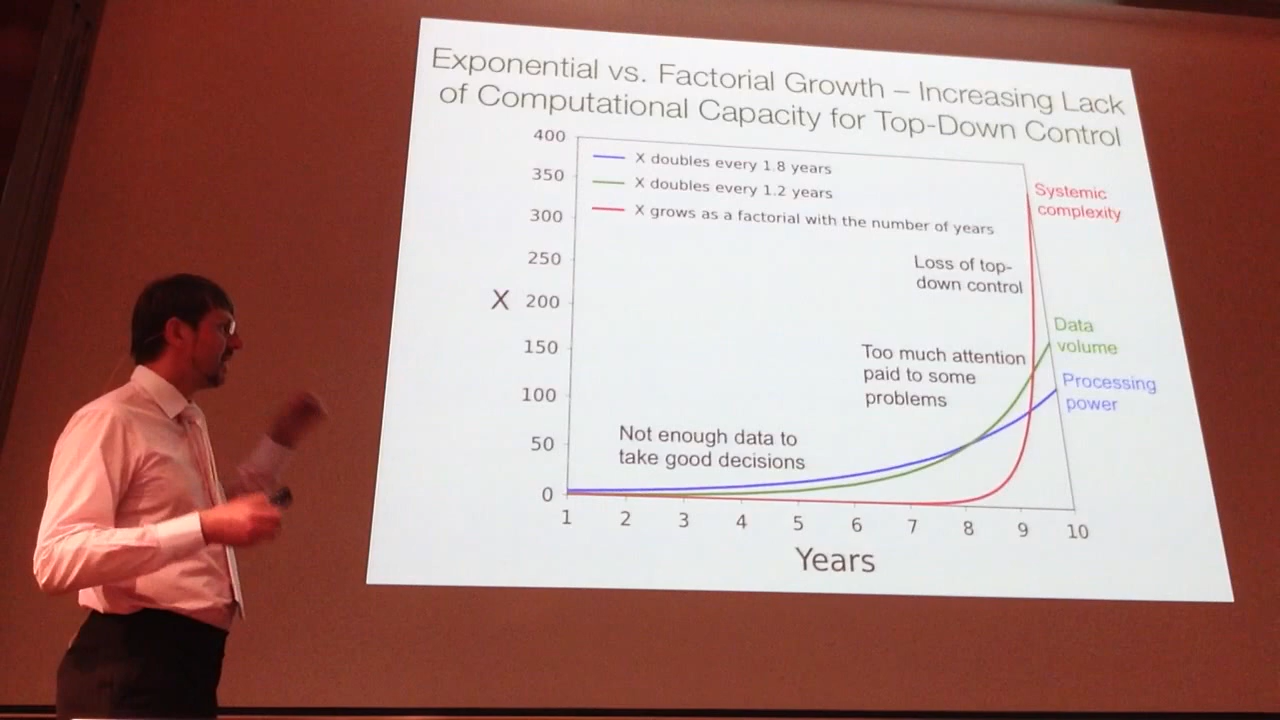 Exponential vs. Factorial Growth – Increasing Lack
of Computational Capacity for Top-Down Control
400
350
300
250
200
150
100
50
0
X
X doubles every 1.8 years
X doubles every 1.2 years
X grows as a factorial with the number of years
Systemic
complexity
Loss of top-
down control
Data
volume
Too much attention
paid to some
problems
Processing
power
Not enough data to
take good decisions
1 2 3 4 5 6 7 8 9 10
Years